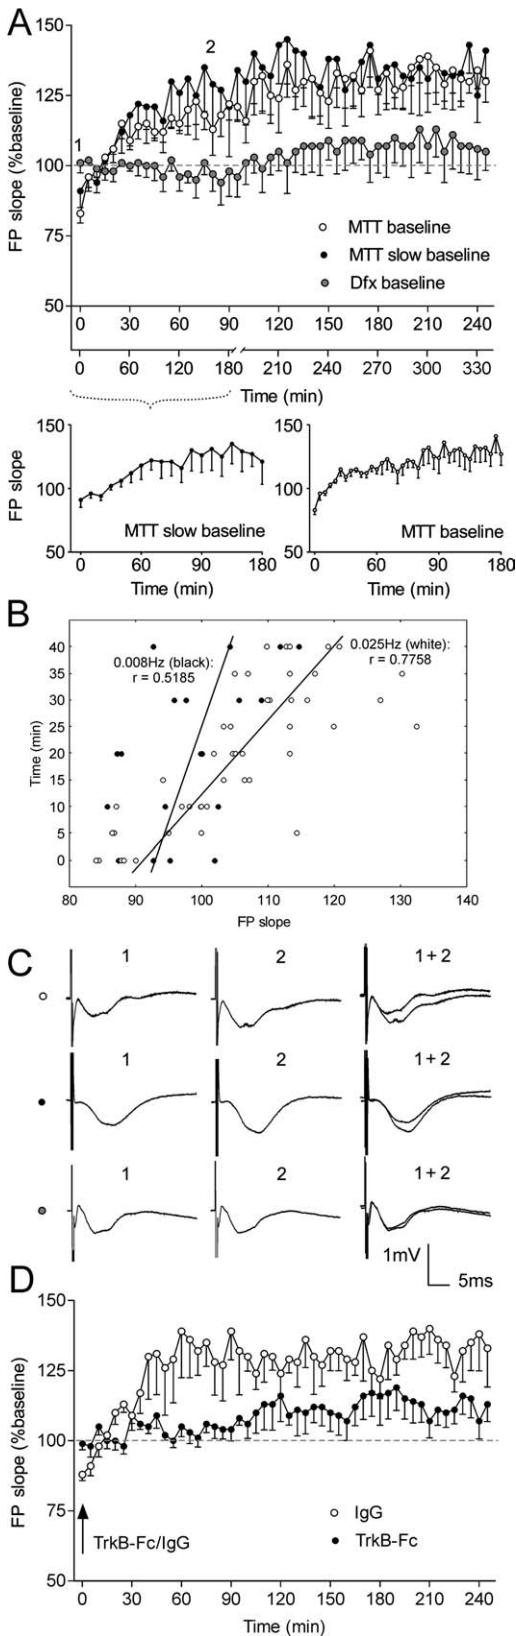 A
150
2
125
1
100
FP slope (%baseline)
75
50
MTT baseline
MTT slow baseline
Dfx baseline
0 30 60 90 120 150 180 210 240
0 60 120 180 210 240 270 300 330
Time (min)
150
100
50
FP slope
MTT slow baseline
0 60 90 180
Time (min)
150
100
50
MTT baseline
0 60 90 180
Time (min)
B
0.008Hz (black):
r = 0.5185
0.025Hz (white):
r = 0.7758
Time (min)
40
35
30
25
20
15
10
5
0
80 90 100 110 120 130 140
FP slope
C
1 2 1 + 2
1 2 1 + 2
1 2 1 + 2
1mV
5ms
D
150
125
100
75
50
FP slope (%baseline)
TrkB-Fc/IgG
IgG
TrkB-Fc
0 30 60 90 120 150 180 210 240
Time (min)